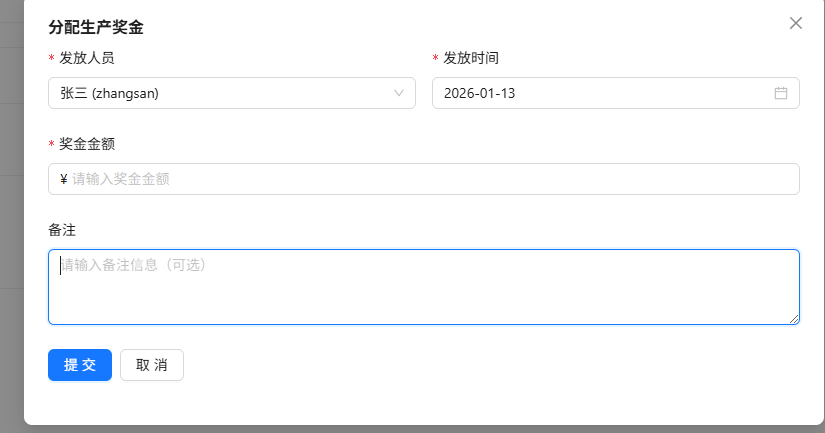 分配生产奖金
* 发放人员
* 发放时间
张三 (zhangsan)
2026-01-13
* 奖金金额
¥ 请输入奖金金额
备注
请输入备注信息（可选）
提 交
取 消